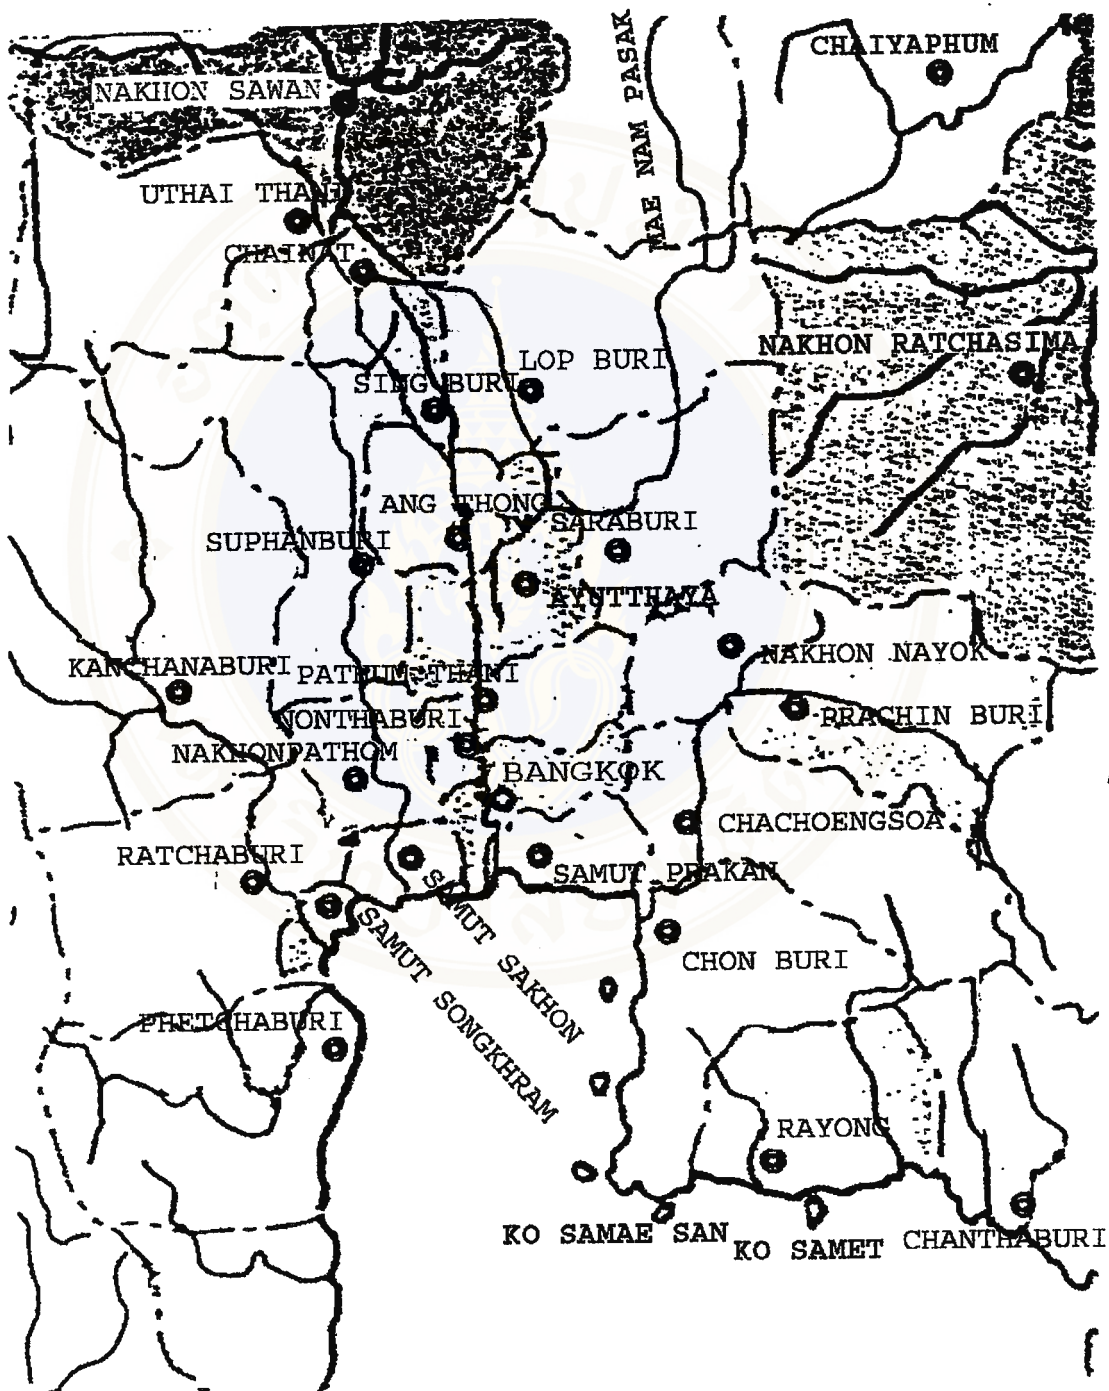 CHAIYAPHUM
MAE NAM PASAK
NAKHON SAWAN
UTHAI THANI
CHAINAT
NAKHON RATCHASIMA
LOP BURI
SING BURI
ANG THONG
SARABURI
SUPHANBURI
AYUTTHAYA
NAKHON NAYOK
KANCHANABURI
PATHUM THANI
NONTHABURI
PRACHIN BURI
NAKHONPATHOM
BANGKOK
CHACHOENGSOA
RATCHABURI
SAMUT PRAKAN
SAMUT SAKHON
SAMUT SONGKHRAM
CHON BURI
PHETCHABURI
RAYONG
KO SAMAE SAN
KO SAMET
CHANTHABURI